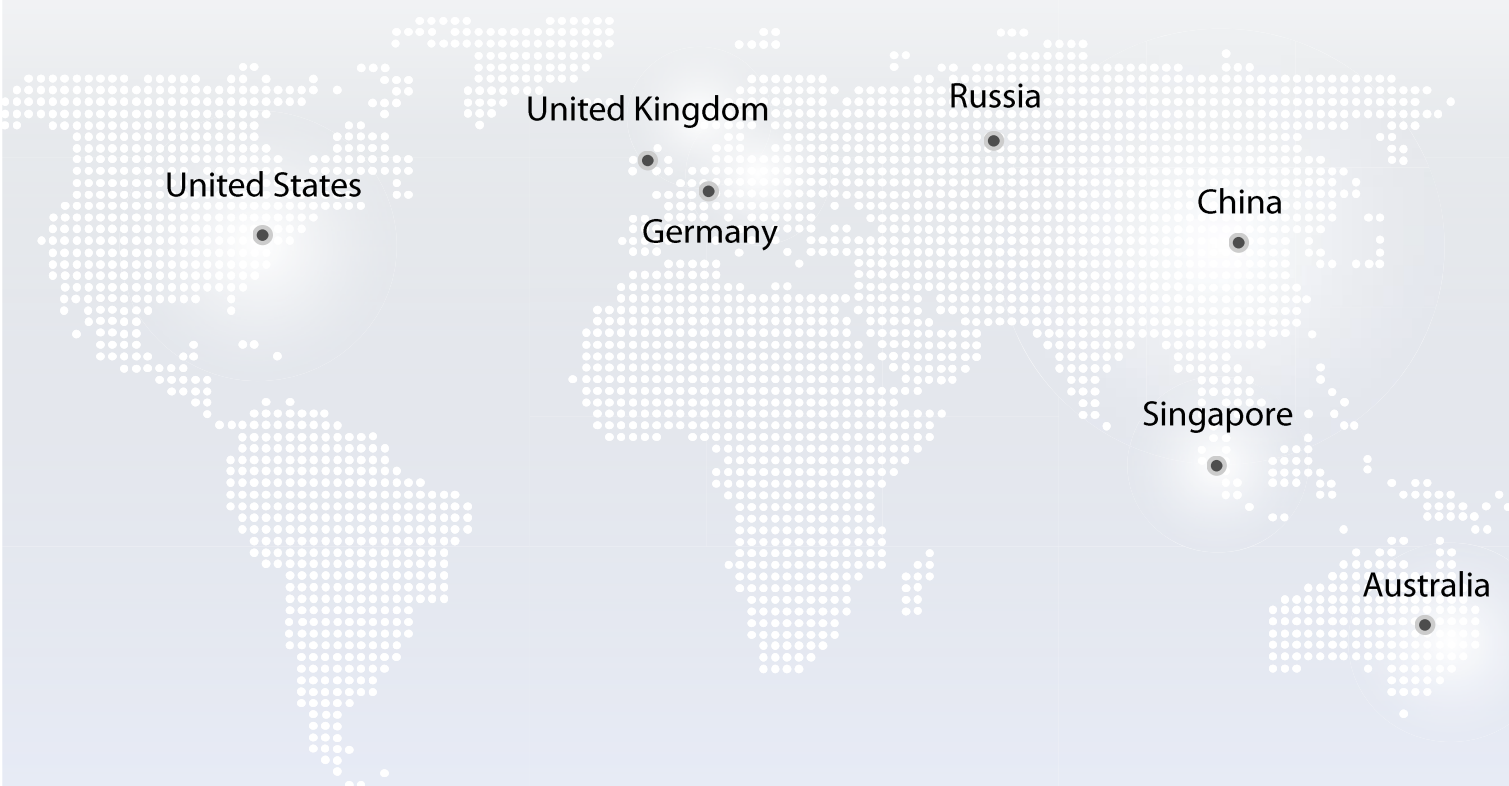 Russia
United Kingdom
United States
China
Germany
Singapore
Australia